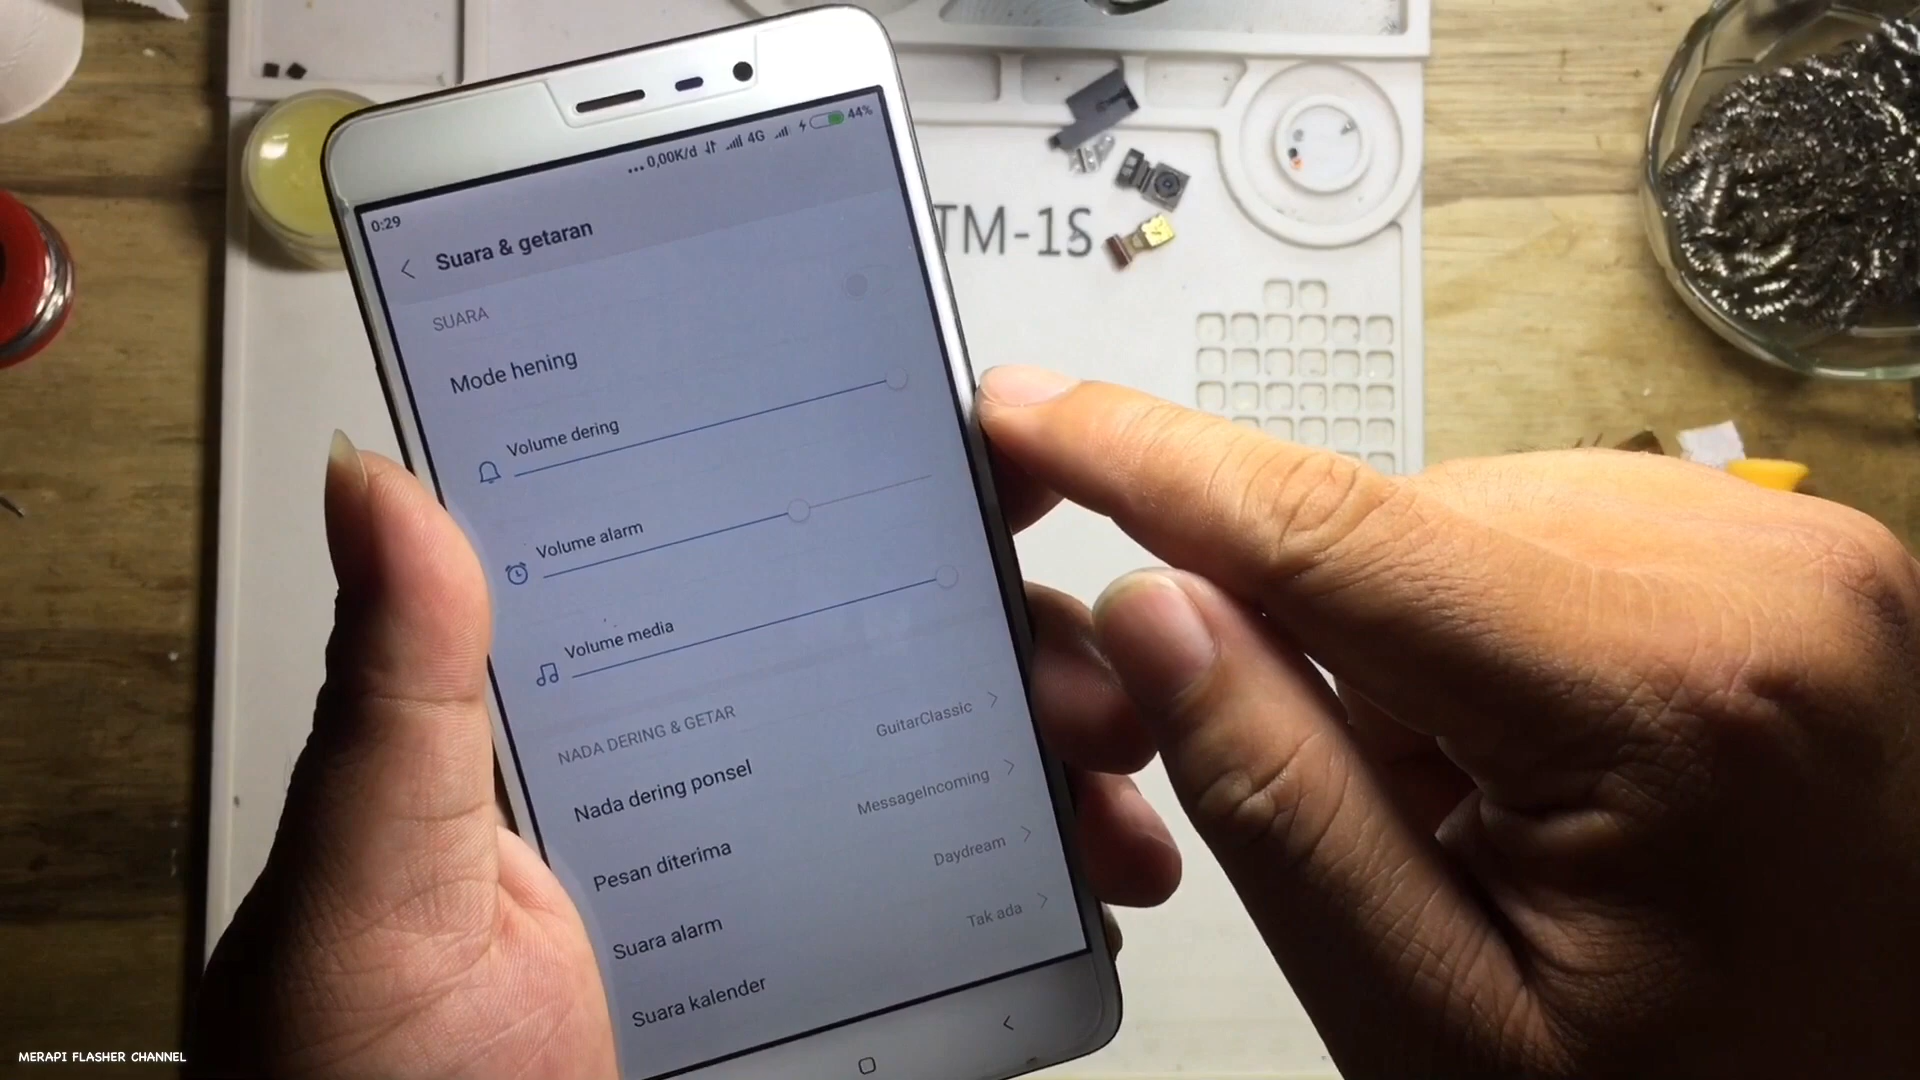 ... 0,00K/d 4G 44%
0:29
Suara & getaran
SUARA
Mode hening
Volume dering
Volume alarm
Volume media
NADA DERING & GETAR
Nada dering ponsel GuitarClassic
Pesan diterima MessageIncoming
Suara alarm Daydream
Suara kalender Tak ada
TM-1S
MERAPI FLASHER CHANNEL